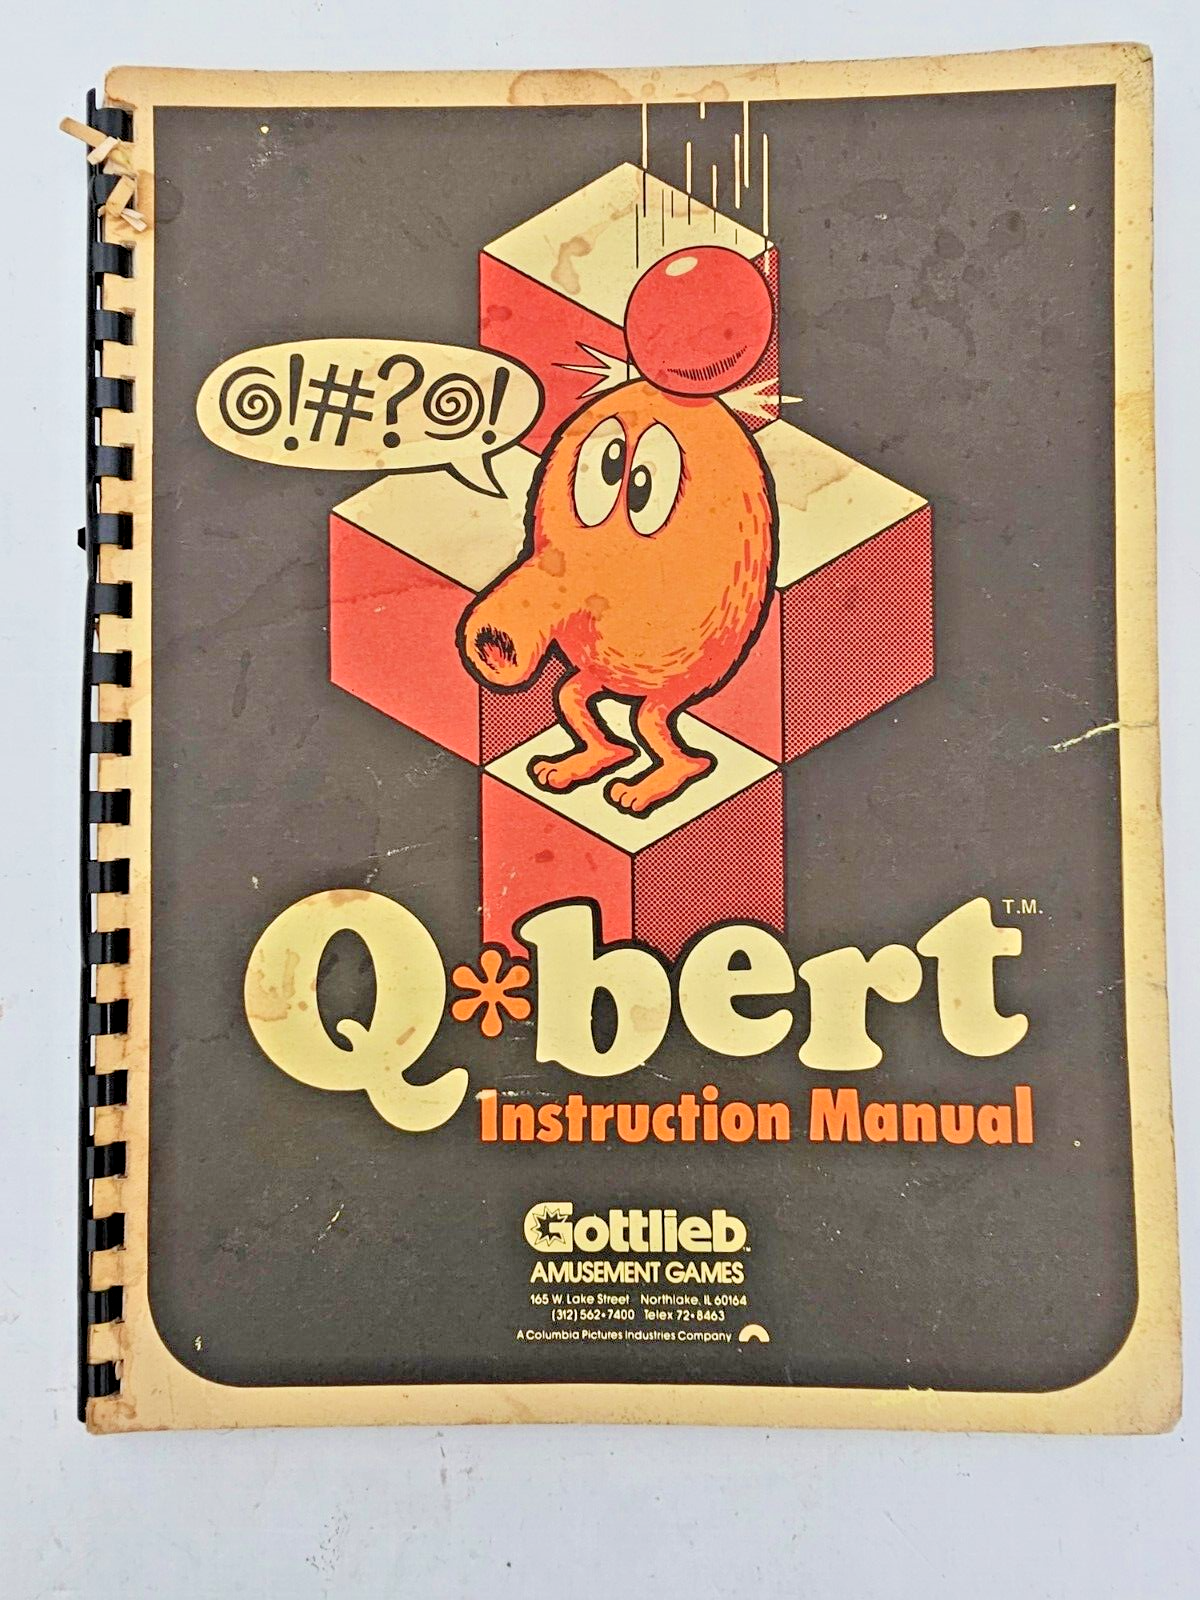 @!#?@!
Q*bert T.M.
Instruction Manual
Gottlieb TM
AMUSEMENT GAMES
165 W. Lake Street Northlake, IL 60164
(312) 562•7400 Telex 72•8463
A Columbia Pictures Industries Company